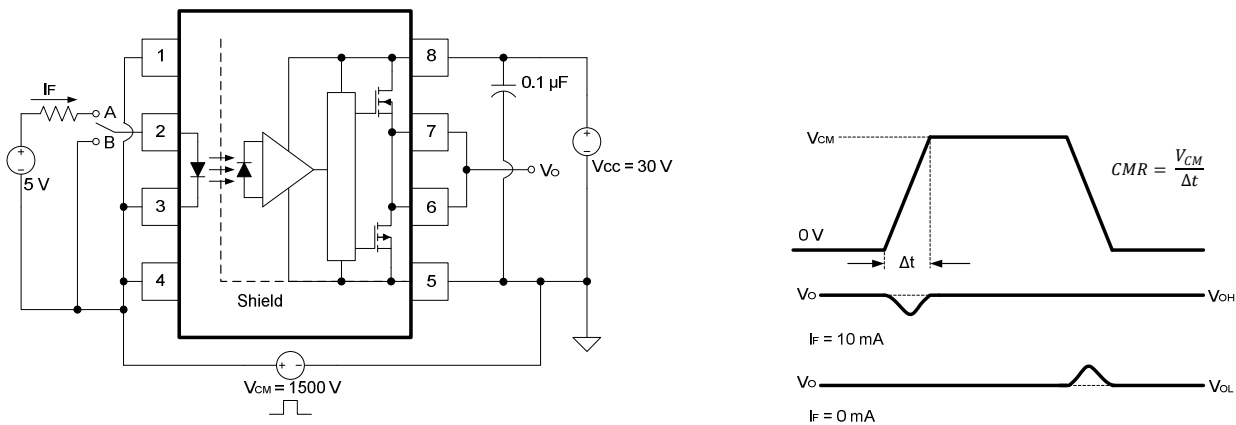 1
8
0.1 µF
IF
A
2
7
B
VCC = 30 V
VO
5 V
3
6
4
5
Shield
VCM = 1500 V
VCM
CMR = VCM / Δt
0 V
Δt
VO
VOH
IF = 10 mA
VO
VOL
IF = 0 mA